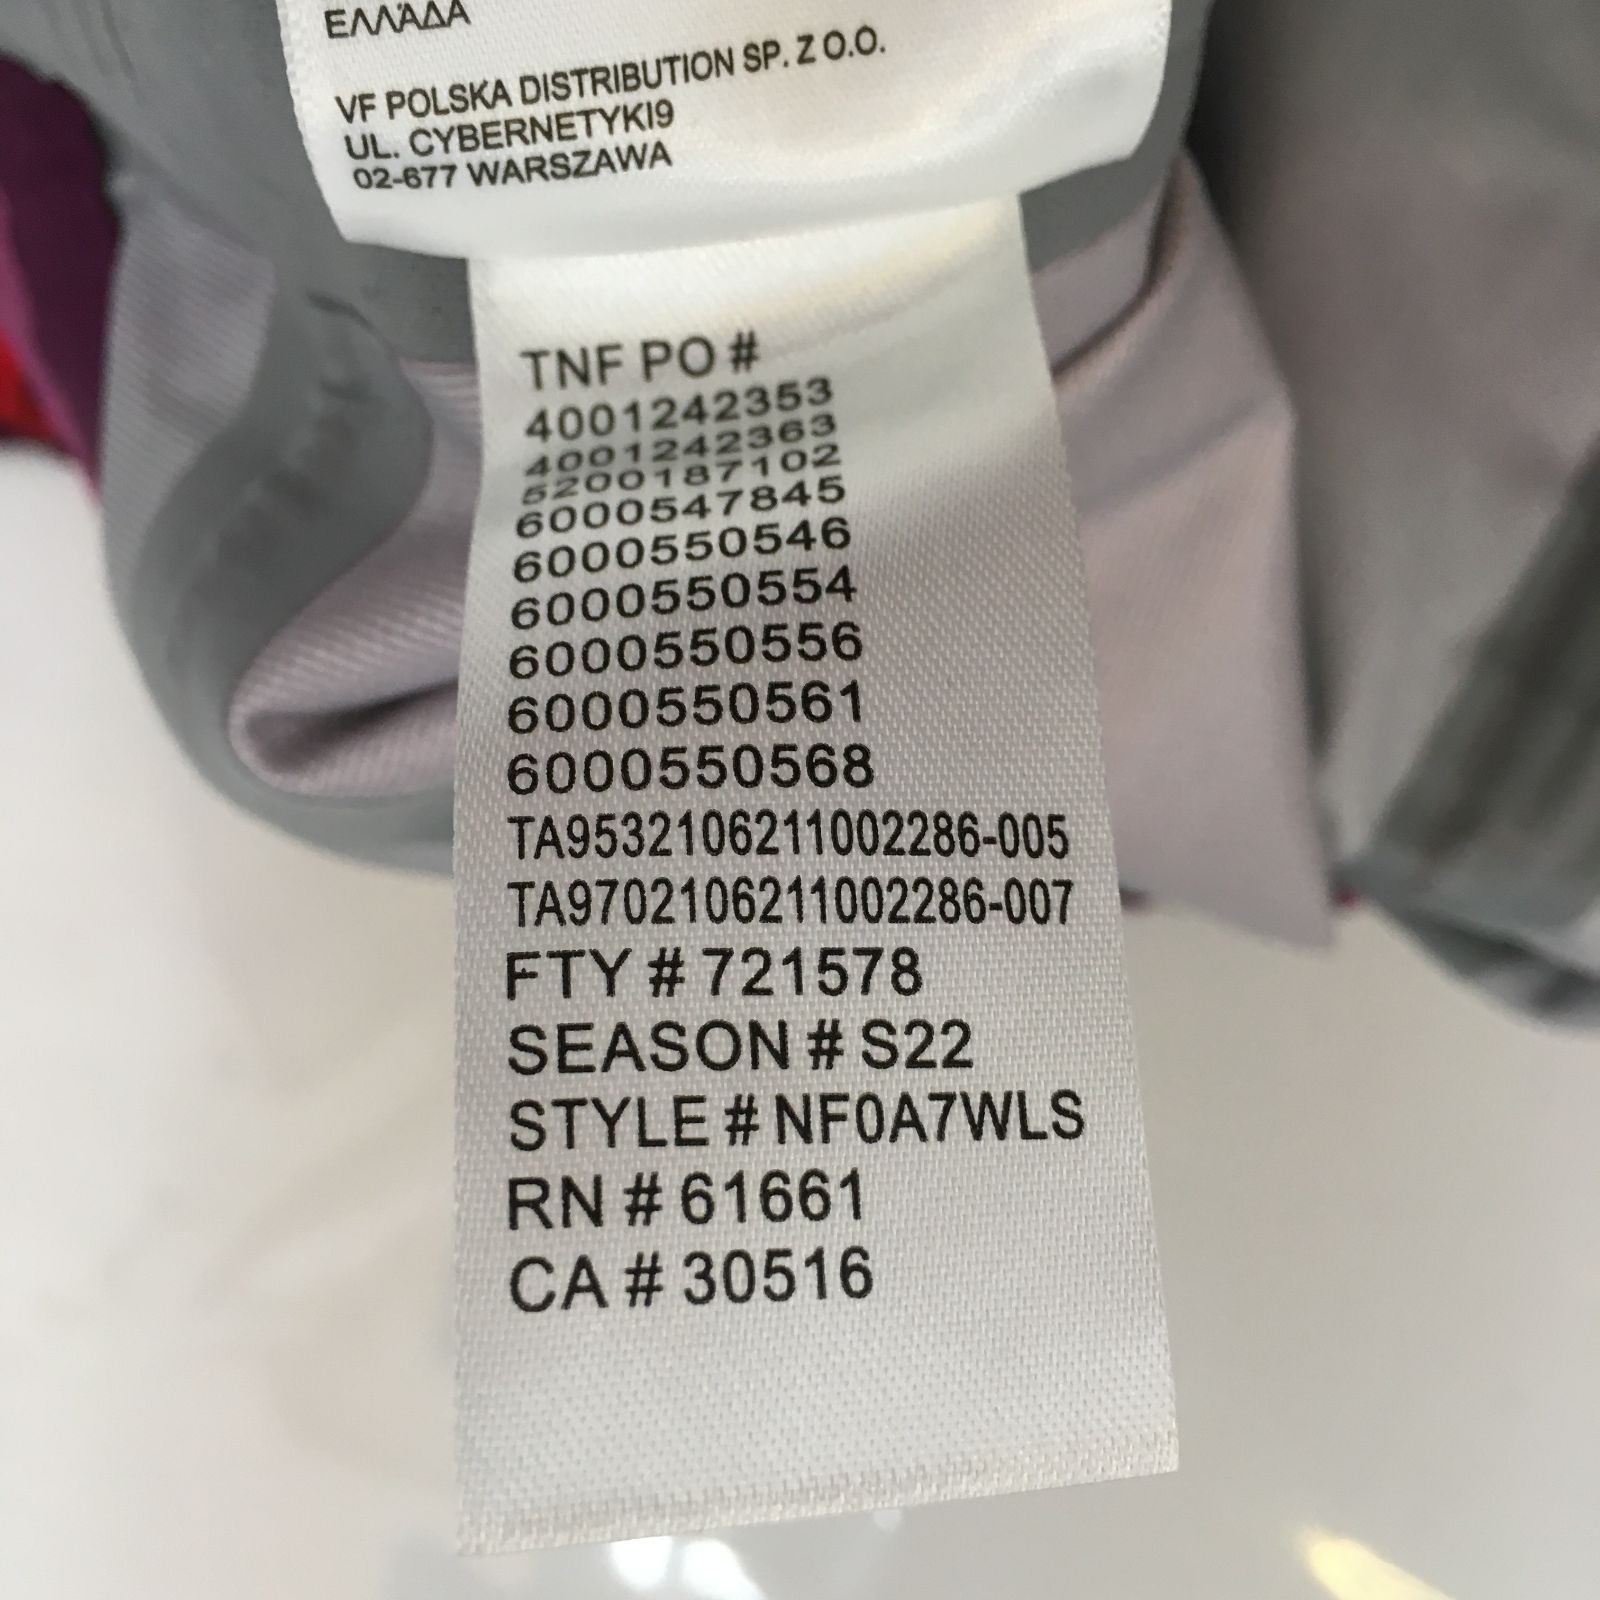 ΕΛΛΆΔΑ
VF POLSKA DISTRIBUTION SP. Z O.O.
UL. CYBERNETYKI9
02-677 WARSZAWA
TNF PO #
4001242353
4001242363
5200187102
6000547845
6000550546
6000550554
6000550556
6000550561
6000550568
TA9532106211002286-005
TA9702106211002286-007
FTY # 721578
SEASON # S22
STYLE # NF0A7WLS
RN # 61661
CA # 30516